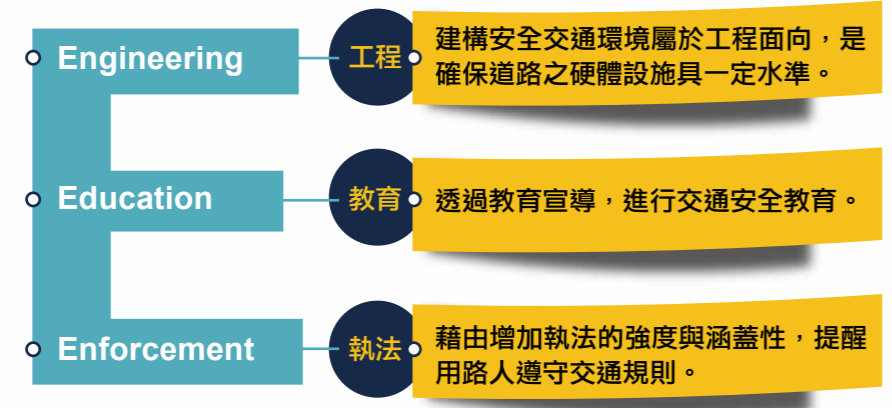 Engineering
工程
建構安全交通環境屬於工程面向，是
確保道路之硬體設施具一定水準。
Education
教育
透過教育宣導，進行交通安全教育。
Enforcement
執法
藉由增加執法的強度與涵蓋性，提醒
用路人遵守交通規則。